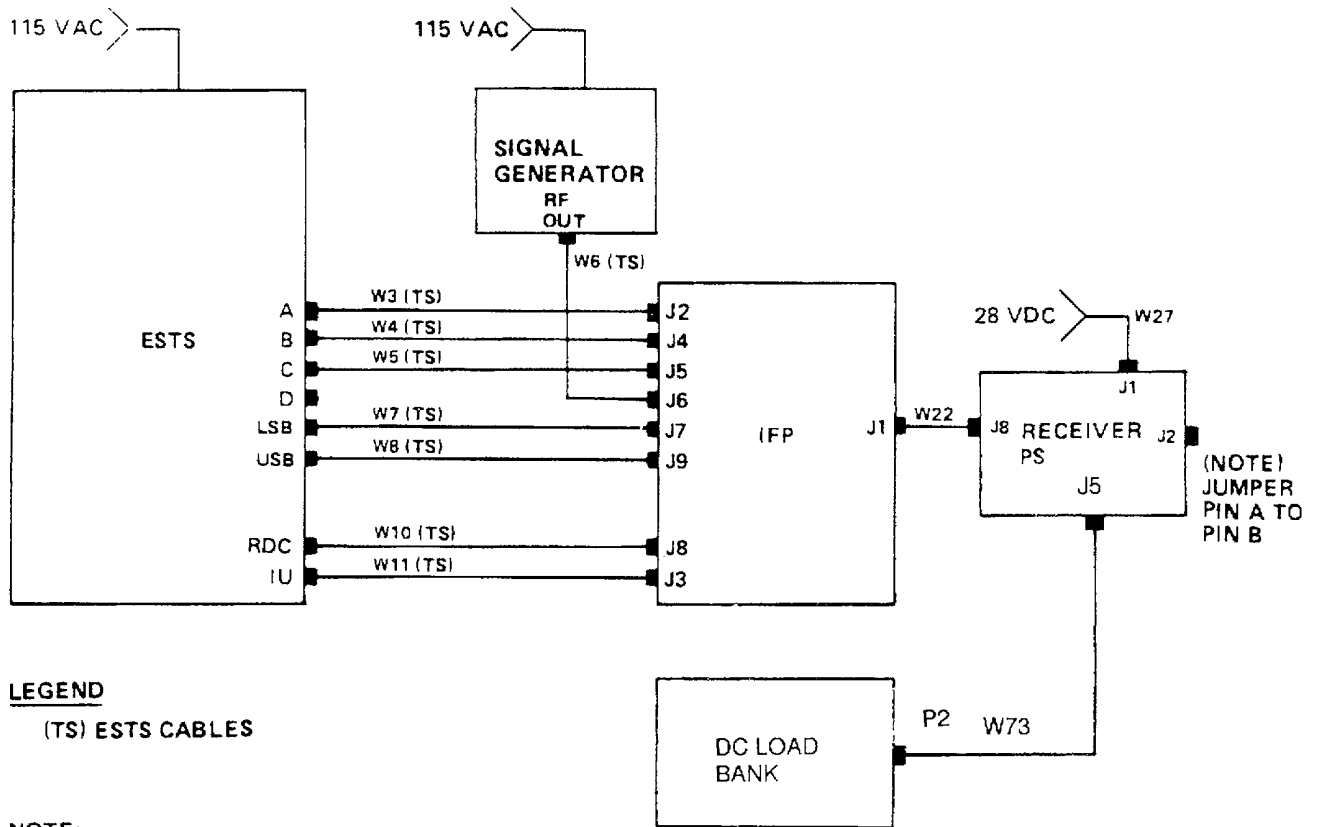 115 VAC
115 VAC
SIGNAL
GENERATOR
RF
OUT
W6 (TS)
ESTS
A
W3 (TS)
J2
B
W4 (TS)
J4
C
W5 (TS)
J5
D
J6
LSB
W7 (TS)
J7
USB
W8 (TS)
J9
RDC
W10 (TS)
J8
IU
W11 (TS)
J3
IFP
J1
W22
28 VDC
W27
J1
J8
RECEIVER
PS
J2
J5
(NOTE)
JUMPER
PIN A TO
PIN B
LEGEND
(TS) ESTS CABLES
DC LOAD
BANK
P2
W73
NOTE: